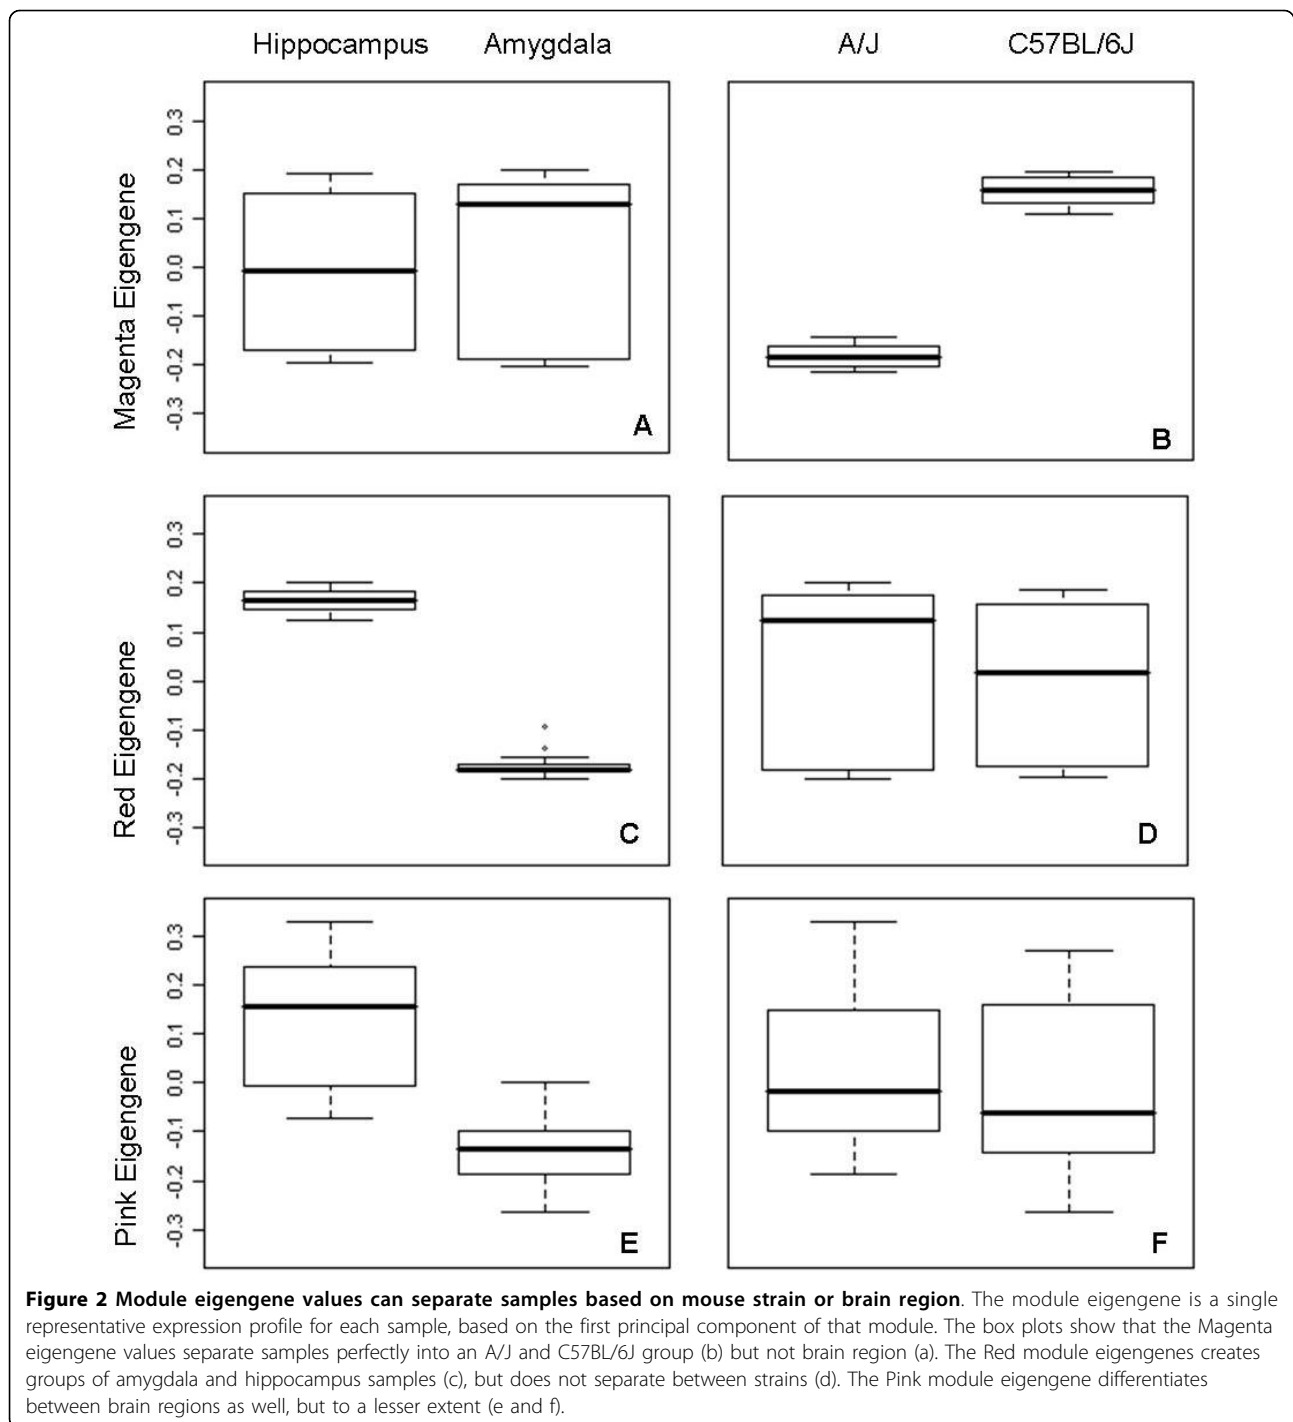 Hippocampus Amygdala A/J C57BL/6J
Magenta Eigengene
0.3
0.2
0.1
0.0
-0.1
-0.2
-0.3
A
B
Red Eigengene
0.3
0.2
0.1
0.0
-0.1
-0.2
-0.3
C
D
Pink Eigengene
0.3
0.2
0.1
0.0
-0.1
-0.2
-0.3
E
F
Figure 2 Module eigengene values can separate samples based on mouse strain or brain region. The module eigengene is a single
representative expression profile for each sample, based on the first principal component of that module. The box plots show that the Magenta
eigengene values separate samples perfectly into an A/J and C57BL/6J group (b) but not brain region (a). The Red module eigengenes creates
groups of amygdala and hippocampus samples (c), but does not separate between strains (d). The Pink module eigengene differentiates
between brain regions as well, but to a lesser extent (e and f).